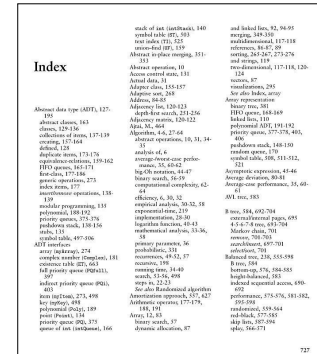 Index
Abstract data type (ADT), 127-
195
abstract classes, 163
classes, 129-136
collections of items, 137-139
creating, 157-164
defined, 128
duplicate items, 173-176
equivalence-relations, 159-162
FIFO queues, 165-171
first-class, 177-186
generic operations, 273
index items, 177
insert/remove operations, 138-
139
modular programming, 135
polynomial, 188-192
priority queues, 375-376
pushdown stack, 138-156
stubs, 135
symbol table, 497-506
ADT interfaces
array (myArray), 274
complex number (Complex), 181
existence table (ET), 663
full priority queue (PQfull),
397
indirect priority queue (PQi),
403
item (myItem), 273, 498
key (myKey), 498
polynomial (Poly), 189
point (Point), 134
priority queue (PQ), 375
queue of int (intQueue), 166
stack of int (intStack), 140
symbol table (ST), 503
text index (TI), 525
union-find (UF), 159
Abstract in-place merging, 351-
353
Abstract operation, 10
Access control state, 131
Actual data, 31
Adapter class, 155-157
Adaptive sort, 268
Address, 84-85
Adjacency list, 120-123
depth-first search, 251-256
Adjacency matrix, 120-122
Ajtai, M., 464
Algorithm, 4-6, 27-64
abstract operations, 10, 31, 34-
35
analysis of, 6
average-/worst-case perfor-
mance, 35, 60-62
big-Oh notation, 44-47
binary search, 56-59
computational complexity, 62-
64
efficiency, 6, 30, 32
empirical analysis, 30-32, 58
exponential-time, 219
implementation, 28-30
logarithm function, 40-43
mathematical analysis, 33-36,
58
primary parameter, 36
probabilistic, 331
recurrences, 49-52, 57
recursive, 198
running time, 34-40
search, 53-56, 498
steps in, 22-23
See also Randomized algorithm
Amortization approach, 557, 627
Arithmetic operator, 177-179,
188, 191
Array, 12, 83
binary search, 57
dynamic allocation, 87
and linked lists, 92, 94-95
merging, 349-350
multidimensional, 117-118
references, 86-87, 89
sorting, 265-267, 273-276
and strings, 119
two-dimensional, 117-118, 120-
124
vectors, 87
visualizations, 295
See also Index, array
Array representation
binary tree, 381
FIFO queue, 168-169
linked lists, 110
polynomial ADT, 191-192
priority queue, 377-378, 403,
406
pushdown stack, 148-150
random queue, 170
symbol table, 508, 511-512,
521
Asymptotic expression, 45-46
Average deviation, 80-81
Average-case performance, 35, 60-
61
AVL tree, 583
B tree, 584, 692-704
external/internal pages, 695
4-5-6-7-8 tree, 693-704
Markov chain, 701
remove, 701-703
search/insert, 697-701
select/sort, 701
Balanced tree, 238, 555-598
B tree, 584
bottom-up, 576, 584-585
height-balanced, 583
indexed sequential access, 690-
692
performance, 575-576, 581-582,
595-598
randomized, 559-564
red-black, 577-585
skip lists, 587-594
splay, 566-571
727